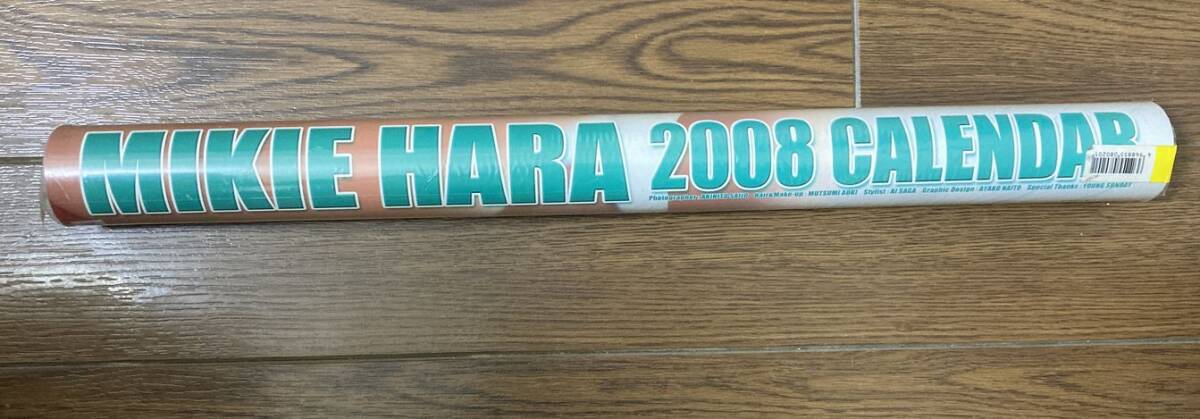 MIKIE HARA 2008 CALENDAR
Photographer : AKIHITO SAIJO Hair&Make-up : MUTSUMI AOKI Stylist : AI SAGA Graphic Design : AYAKO NAITO Special Thanks : YOUNG SUNDAY